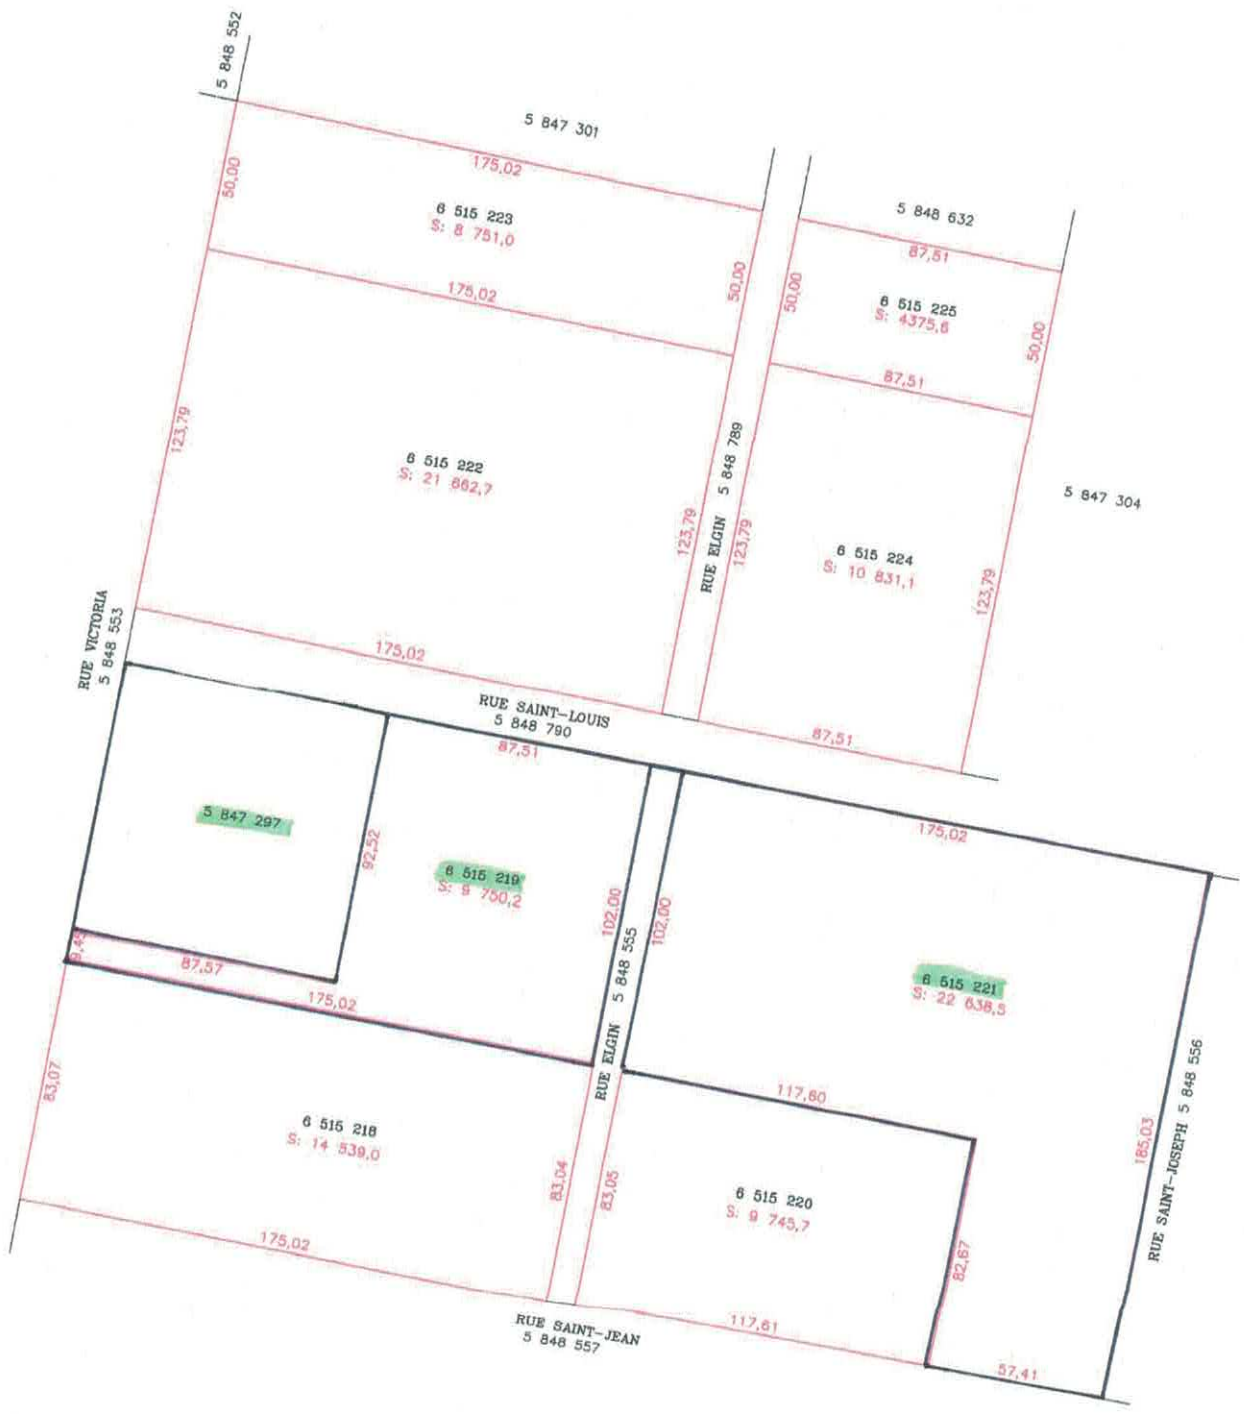 5 848 552
5 847 301
175,02
50,00
6 515 223
S: 8 751,0
50,00
175,02
5 848 632
87,51
50,00
6 515 225
S: 4375,6
50,00
87,51
123,79
6 515 222
S: 21 662,7
123,79
RUE ELGIN 5 848 789
123,79
6 515 224
S: 10 831,1
123,79
5 847 304
RUE VICTORIA
5 848 553
175,02
RUE SAINT-LOUIS
5 848 790
87,51
87,51
5 847 297
92,52
6 515 219
S: 9 750,2
102,00
RUE ELGIN 5 848 555
102,00
175,02
6 515 221
S: 22 638,5
9,45
87,57
175,02
83,07
6 515 218
S: 14 539,0
83,04
83,05
117,60
6 515 220
S: 9 745,7
82,67
185,03
RUE SAINT-JOSEPH 5 848 556
175,02
RUE SAINT-JEAN
5 848 557
117,61
57,41